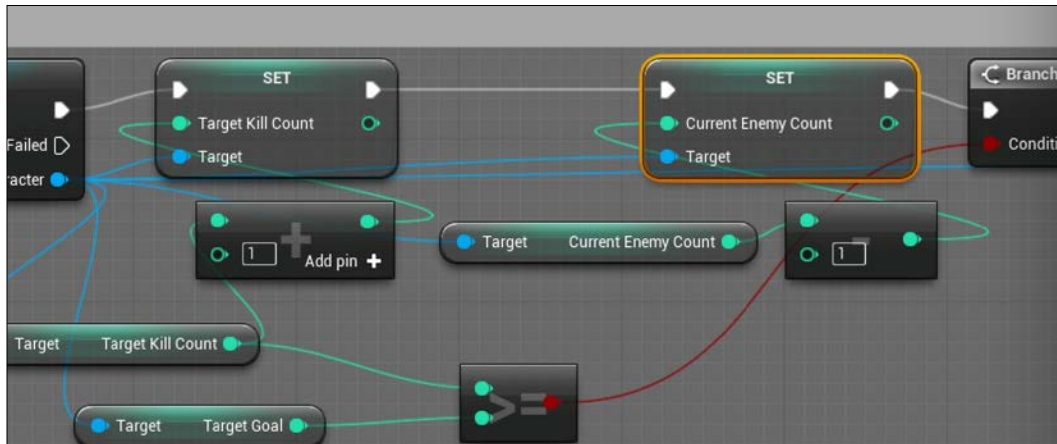 SET
SET
Branch
Target Kill Count
Current Enemy Count
Failed
Conditi
Target
Target
racter
Target
Current Enemy Count
1
+
Add pin +
-
1
Target
Target Kill Count
>=
Target
Target Goal